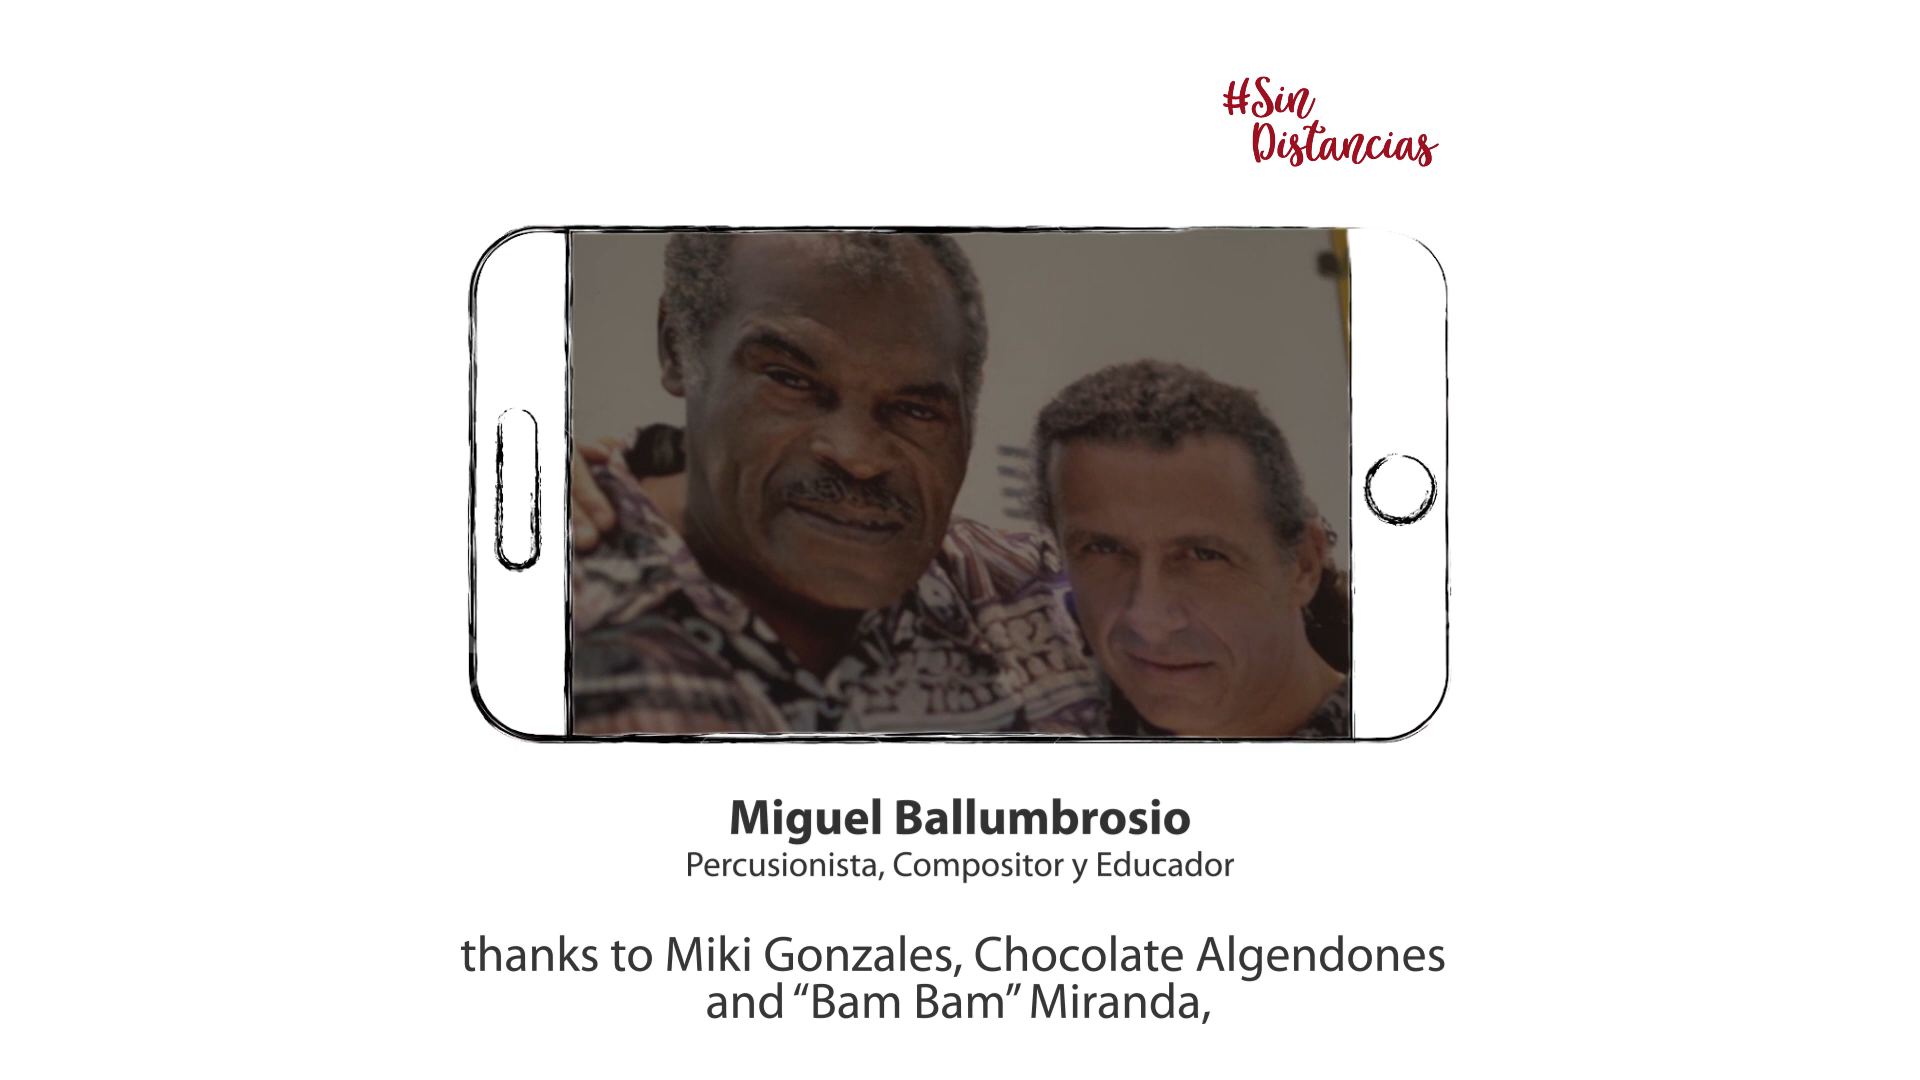 #Sin
Distancias
Miguel Ballumbrosio
Percusionista, Compositor y Educador
thanks to Miki Gonzales, Chocolate Algendones
and “Bam Bam” Miranda,